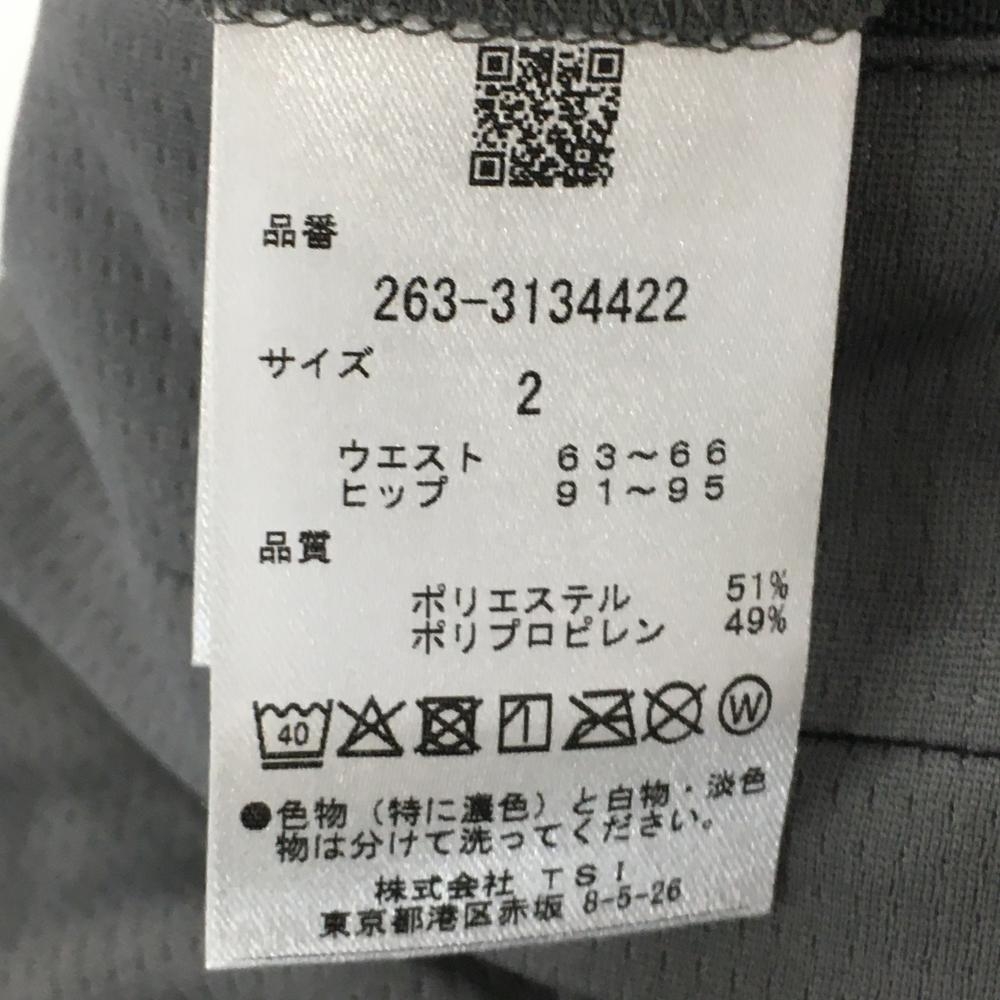 品番
263-3134422
サイズ
2
ウエスト 63~66
ヒップ 91~95
品質
ポリエステル 51%
ポリプロピレン 49%
40 W
●色物(特に濃色)と白物・淡色
物は分けて洗ってください。
株式会社 TSI
東京都港区赤坂 8-5-26